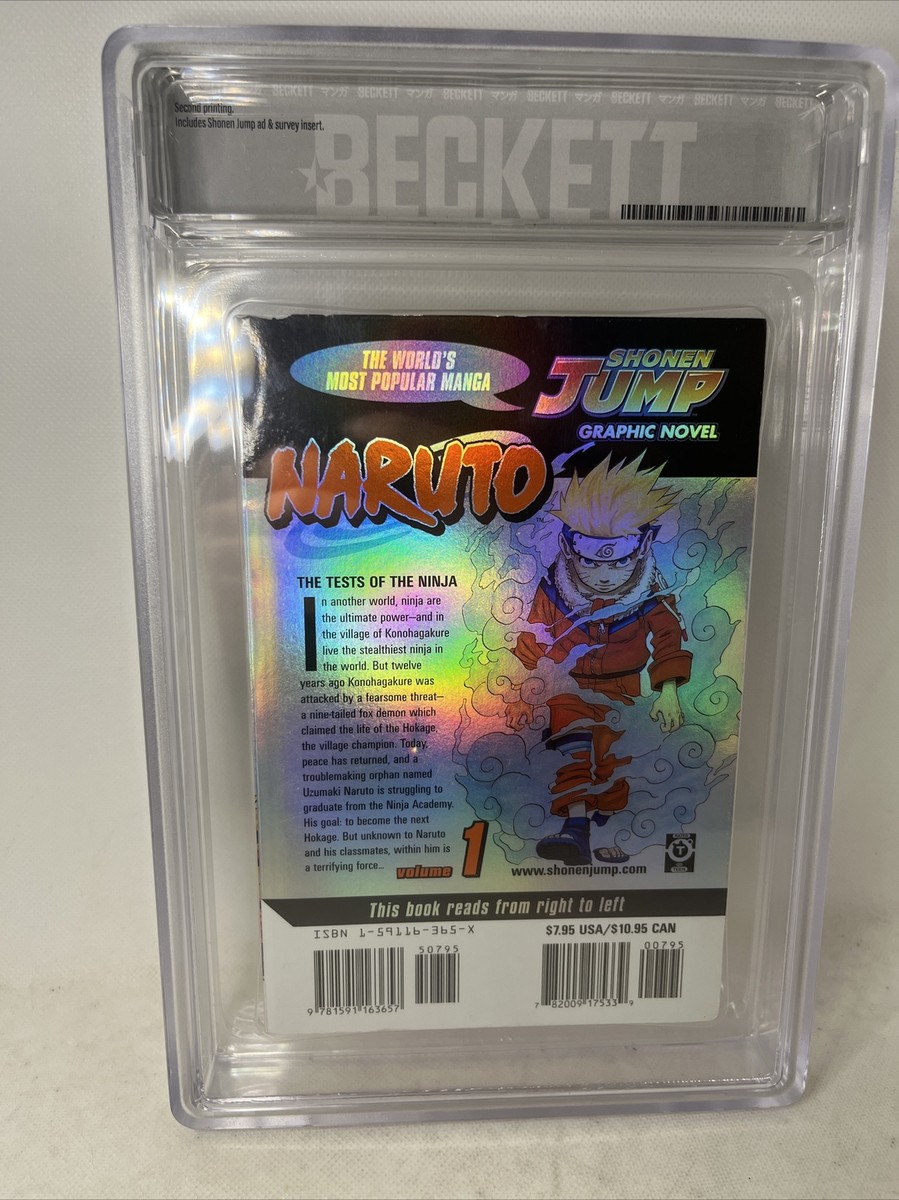 BECKETT マンガ BECKETT マンガ BECKETT マンガ BECKETT マンガ BECKETT マンガ BECKETT マンガ BECKETT
Second printing.
Includes Shonen Jump ad & survey insert.
BECKETT
THE WORLD'S
MOST POPULAR MANGA
SHONEN
JUMP
GRAPHIC NOVEL
NARUTO
TM
THE TESTS OF THE NINJA
In another world, ninja are
the ultimate power—and in
the village of Konohagakure
live the stealthiest ninja in
the world. But twelve
years ago Konohagakure was
attacked by a fearsome threat—
a nine-tailed fox demon which
claimed the life of the Hokage,
the village champion. Today,
peace has returned, and a
troublemaking orphan named
Uzumaki Naruto is struggling to
graduate from the Ninja Academy.
His goal: to become the next
Hokage. But unknown to Naruto
and his classmates, within him is
a terrifying force...
volume 1
www.shonenjump.com
RATED
T
TEEN
This book reads from right to left
ISBN 1-59116-365-X
$7.95 USA/$10.95 CAN
50795
9 781591 163657
00795
7 82009 17533 9